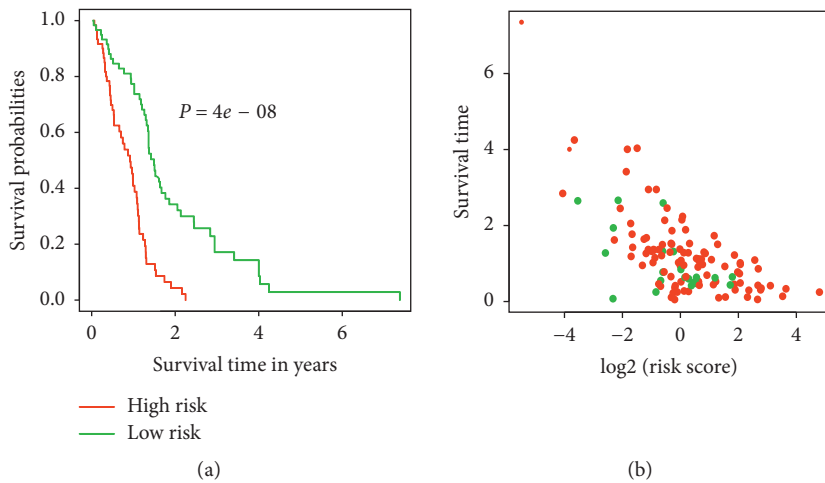 1.0
0.8
0.6
0.4
0.2
0.0
Survival probabilities
P = 4e − 08
0 2 4 6
Survival time in years
High risk
Low risk
(a)
6
4
2
0
Survival time
−4 −2 0 2 4
log2 (risk score)
(b)